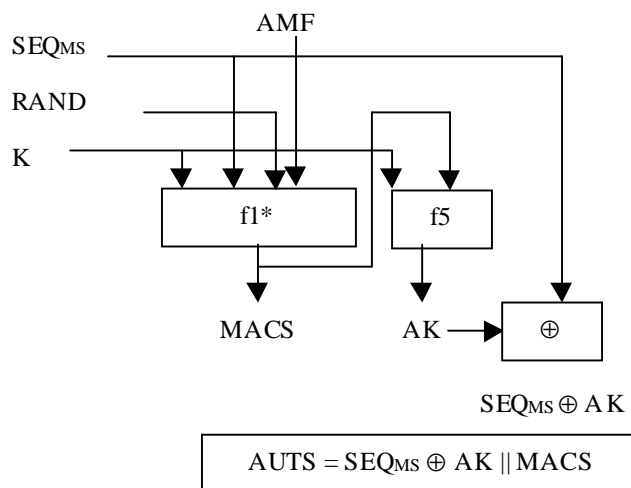 AMF
SEQMS
RAND
K
f1*
f5
MACS
AK
⊕
SEQMS ⊕ AK
AUTS = SEQMS ⊕ AK || MACS